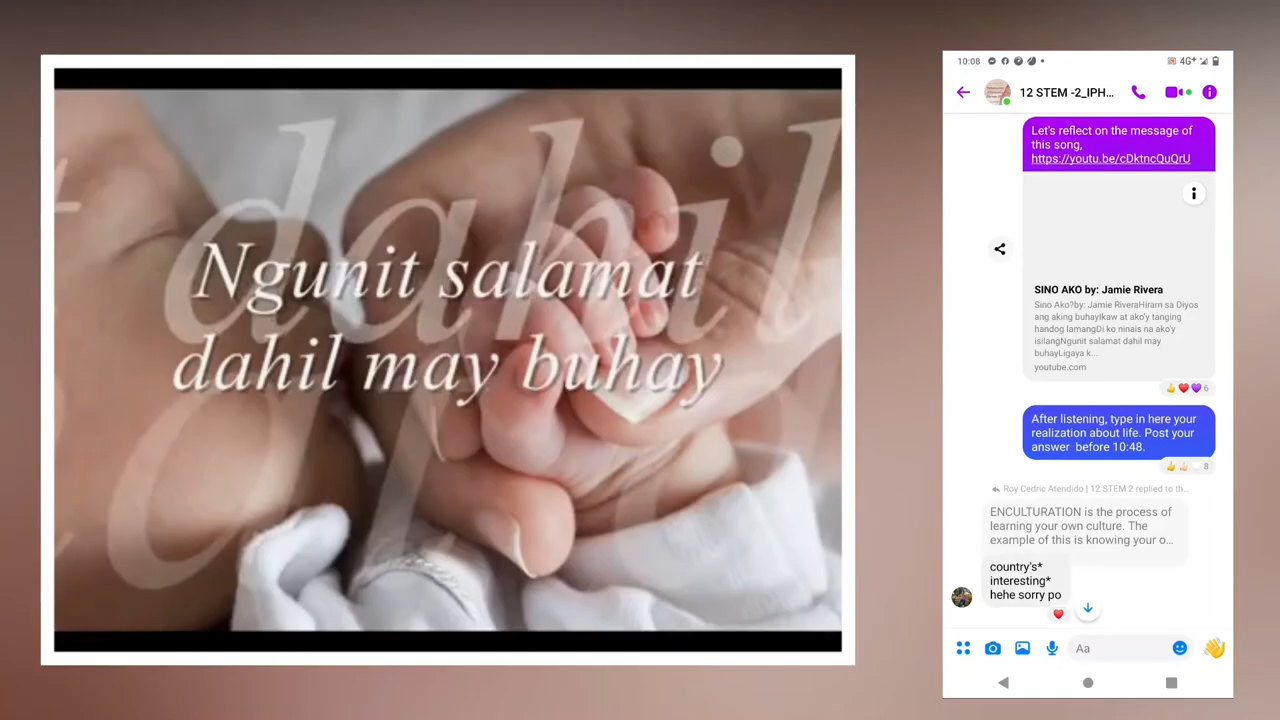 Ngunit salamat
dahil may buhay
dahil
10:08
4G+
12 STEM -2_IPH...
Let's reflect on the message of
this song,
https://youtu.be/cDktncQuQrU
SINO AKO by: Jamie Rivera
Sino Ako?by: Jamie RiveraHiram sa Diyos
ang aking buhayIkaw at ako'y tanging
handog lamangDi ko ninais na ako'y
isilangNgunit salamat dahil may
buhayLigaya k...
youtube.com
6
After listening, type in here your
realization about life. Post your
answer before 10:48.
8
Roy Cedric Atendido | 12 STEM 2 replied to th...
ENCULTURATION is the process of
learning your own culture. The
example of this is knowing your o...
country's*
interesting*
hehe sorry po
Aa